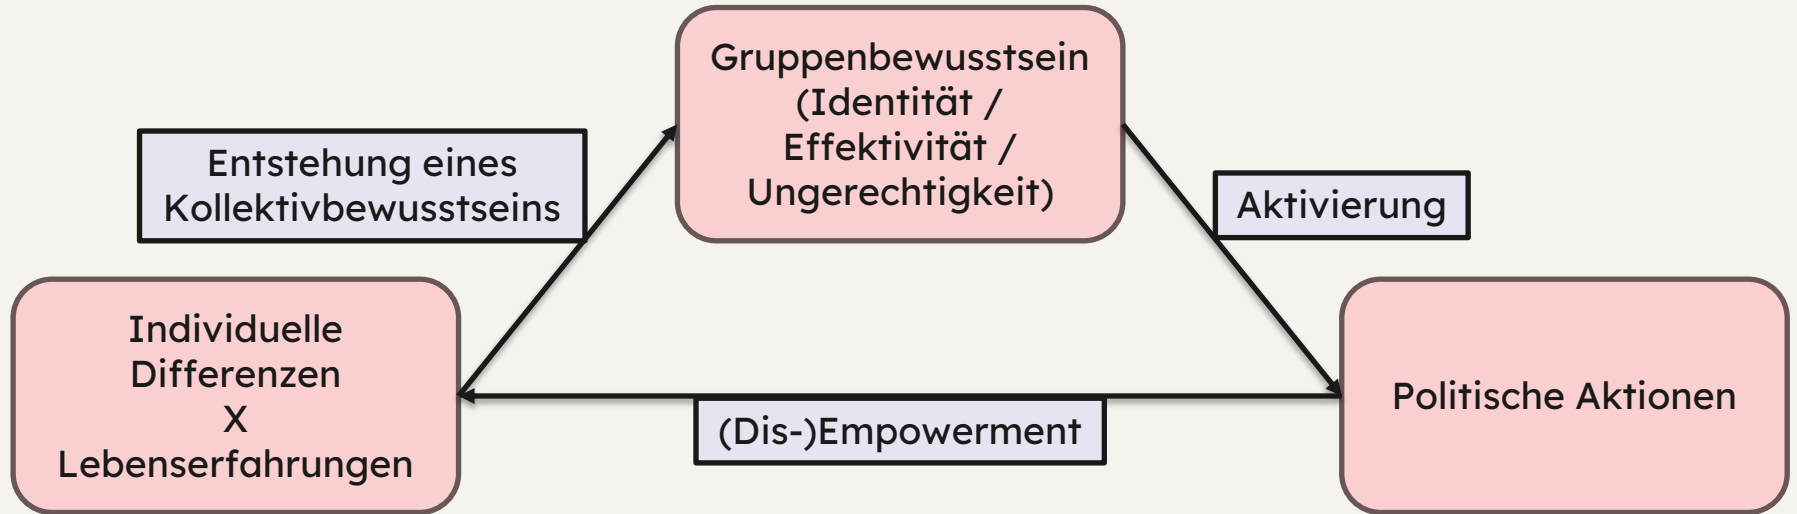 Gruppenbewusstsein
(Identität /
Effektivität /
Ungerechtigkeit)
Entstehung eines
Kollektivbewusstseins
Aktivierung
Individuelle
Differenzen
X
Lebenserfahrungen
(Dis-)Empowerment
Politische Aktionen